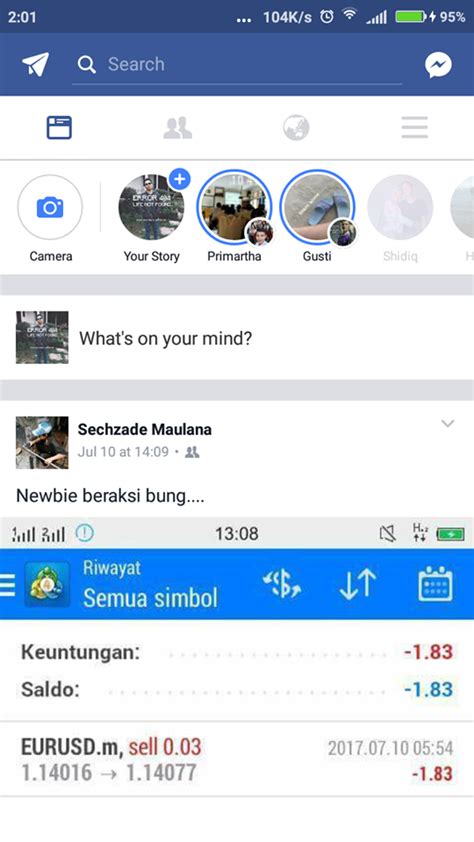 2:01 ... 104K/s 95%
Search
ERROR 404
LIFE NOT FOUND
Camera Your Story Primartha Gusti Shidiq H
What's on your mind?
Sechzade Maulana
Jul 10 at 14:09 •
Newbie beraksi bung....
13:08
Riwayat
Semua simbol
Keuntungan: -1.83
Saldo: -1.83
EURUSD.m, sell 0.03 2017.07.10 05:54
1.14016 → 1.14077 -1.83